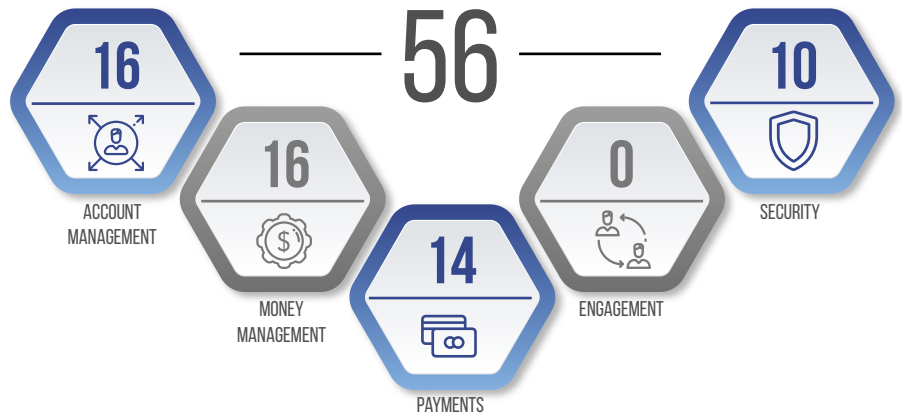 56
16
ACCOUNT
MANAGEMENT
16
$
MONEY
MANAGEMENT
14
PAYMENTS
0
ENGAGEMENT
10
SECURITY